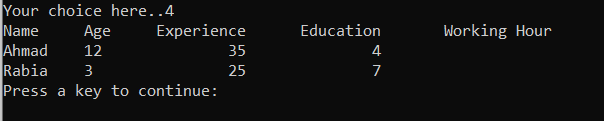 Your choice here..4
Name Age Experience Education Working Hour
Ahmad 12 35 4
Rabia 3 25 7
Press a key to continue: